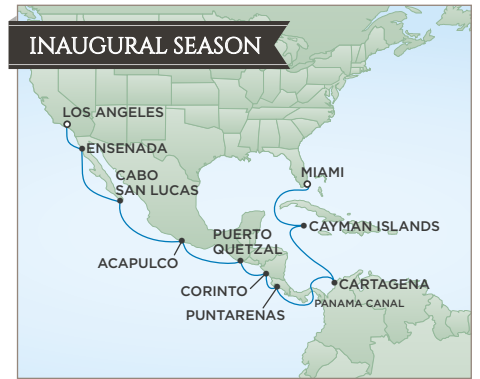 INAUGURAL SEASON
LOS ANGELES
ENSENADA
CABO
SAN LUCAS
MIAMI
CAYMAN ISLANDS
PUERTO
QUETZAL
ACAPULCO
CORINTO
CARTAGENA
PANAMA CANAL
PUNTARENAS